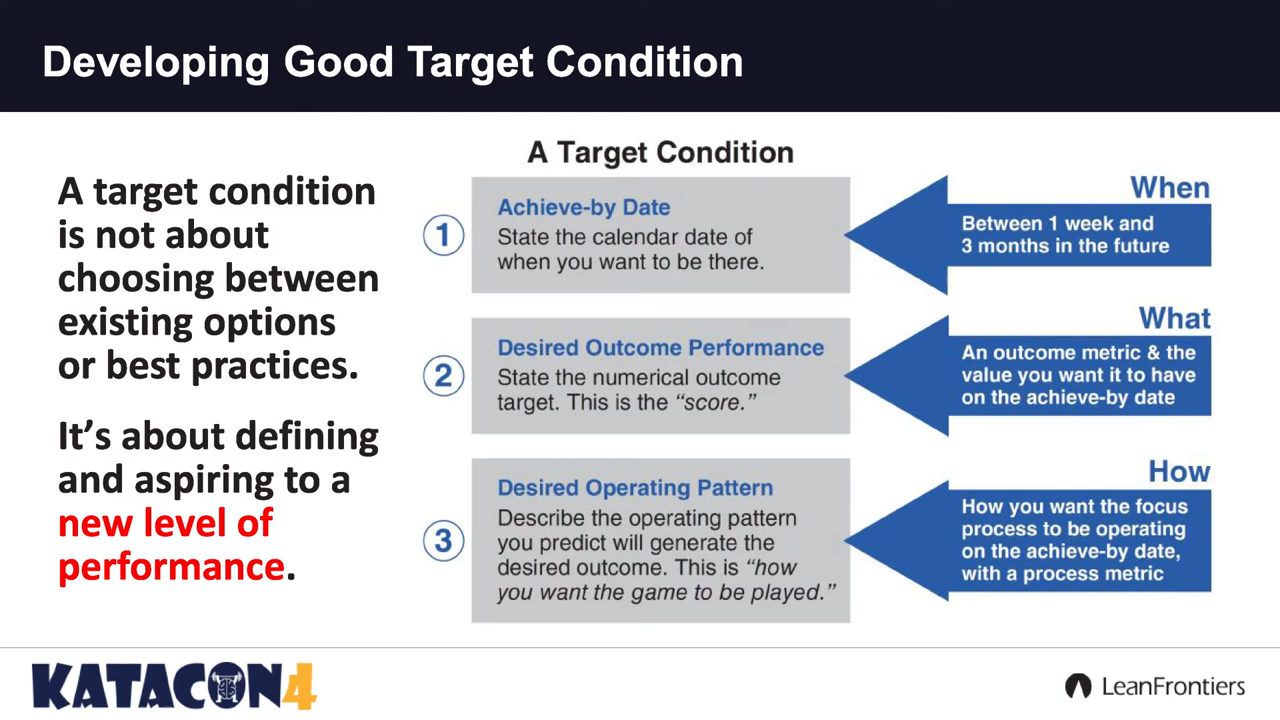 Developing Good Target Condition
A target condition
is not about
choosing between
existing options
or best practices.
It’s about defining
and aspiring to a
new level of
performance.
A Target Condition
1
Achieve-by Date
State the calendar date of
when you want to be there.
When
Between 1 week and
3 months in the future
2
Desired Outcome Performance
State the numerical outcome
target. This is the “score.”
What
An outcome metric & the
value you want it to have
on the achieve-by date
3
Desired Operating Pattern
Describe the operating pattern
you predict will generate the
desired outcome. This is “how
you want the game to be played.”
How
How you want the focus
process to be operating
on the achieve-by date,
with a process metric
KATACON4
LeanFrontiers